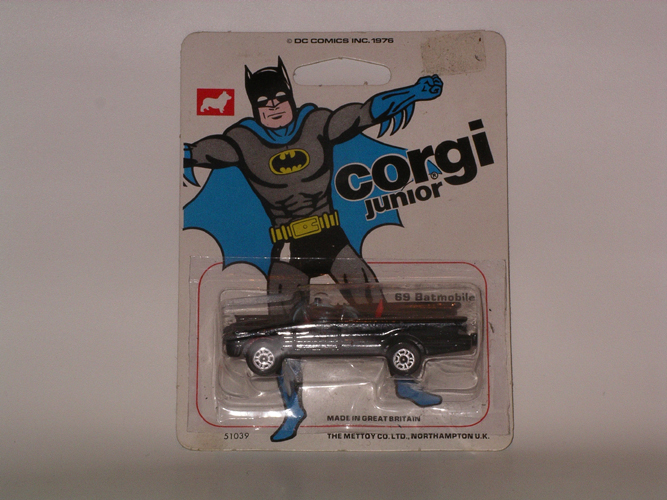 © DC COMICS INC. 1976
corgi®
junior
69 Batmobile
MADE IN GREAT BRITAIN
51039 THE METTOY CO. LTD., NORTHAMPTON U.K.